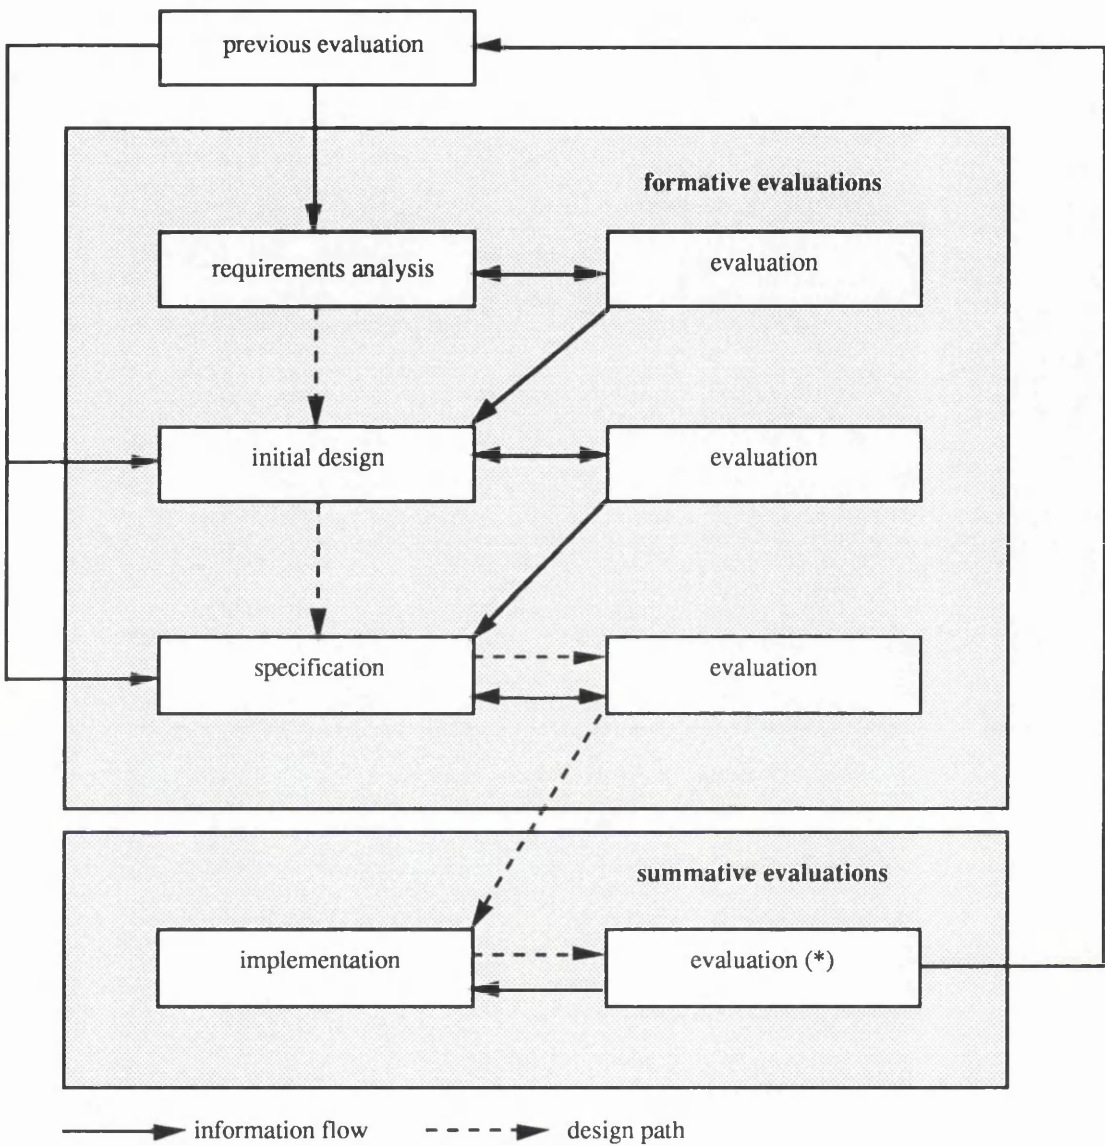 previous evaluation
formative evaluations
requirements analysis
evaluation
initial design
evaluation
specification
evaluation
summative evaluations
implementation
evaluation (*)
information flow
design path